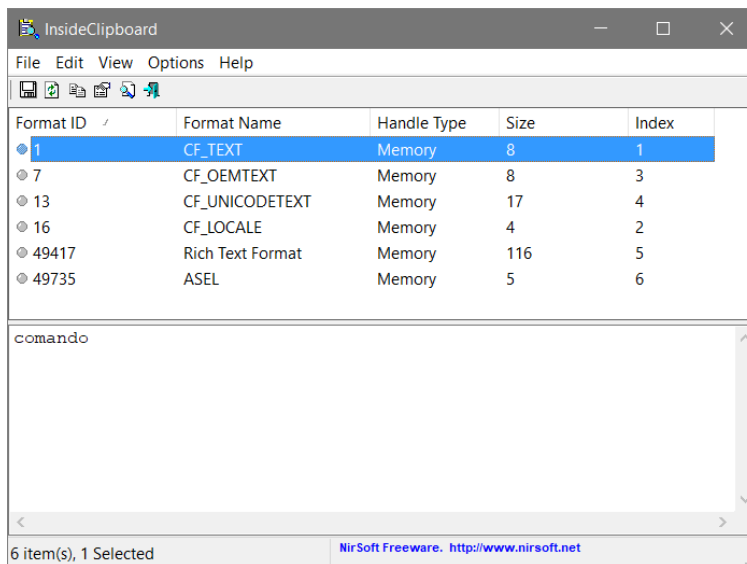 InsideClipboard
File Edit View Options Help
Format ID Format Name Handle Type Size Index
1 CF_TEXT Memory 8 1
7 CF_OEMTEXT Memory 8 3
13 CF_UNICODETEXT Memory 17 4
16 CF_LOCALE Memory 4 2
49417 Rich Text Format Memory 116 5
49735 ASEL Memory 5 6
comando
6 item(s), 1 Selected NirSoft Freeware. http://www.nirsoft.net